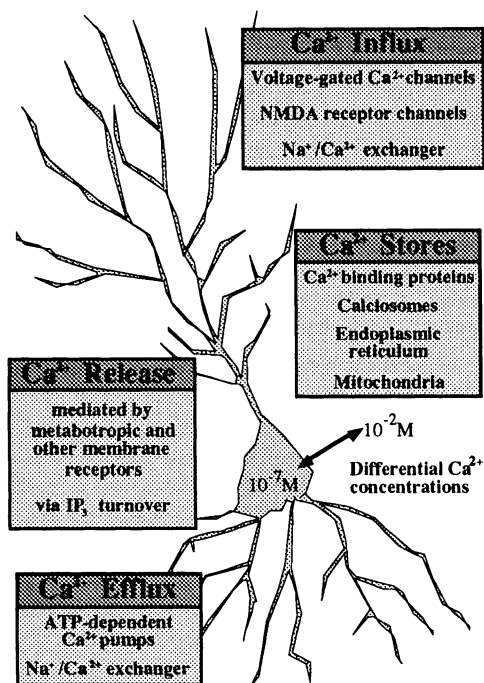 Ca²⁺ Influx
Voltage-gated Ca²⁺ channels
NMDA receptor channels
Na⁺/Ca²⁺ exchanger
Ca²⁺ Stores
Ca²⁺ binding proteins
Calciosomes
Endoplasmic
reticulum
Mitochondria
Ca²⁺ Release
mediated by
metabotropic and
other membrane
receptors
via IP₃ turnover
10⁻²M
10⁻⁷M
Differential Ca²⁺
concentrations
Ca²⁺ Efflux
ATP-dependent
Ca²⁺ pumps
Na⁺/Ca²⁺ exchanger